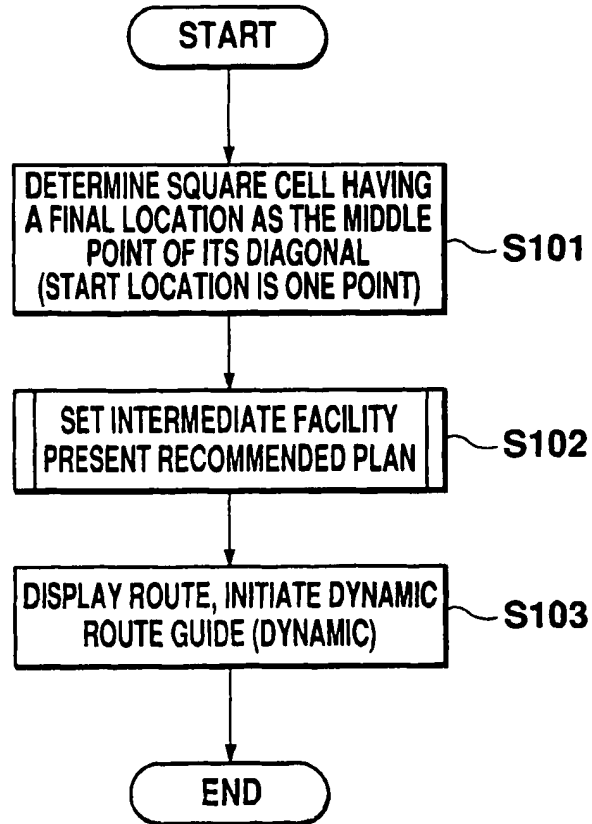 START
DETERMINE SQUARE CELL HAVING
A FINAL LOCATION AS THE MIDDLE
POINT OF ITS DIAGONAL
(START LOCATION IS ONE POINT)
S101
SET INTERMEDIATE FACILITY
PRESENT RECOMMENDED PLAN
S102
DISPLAY ROUTE, INITIATE DYNAMIC
ROUTE GUIDE (DYNAMIC)
S103
END